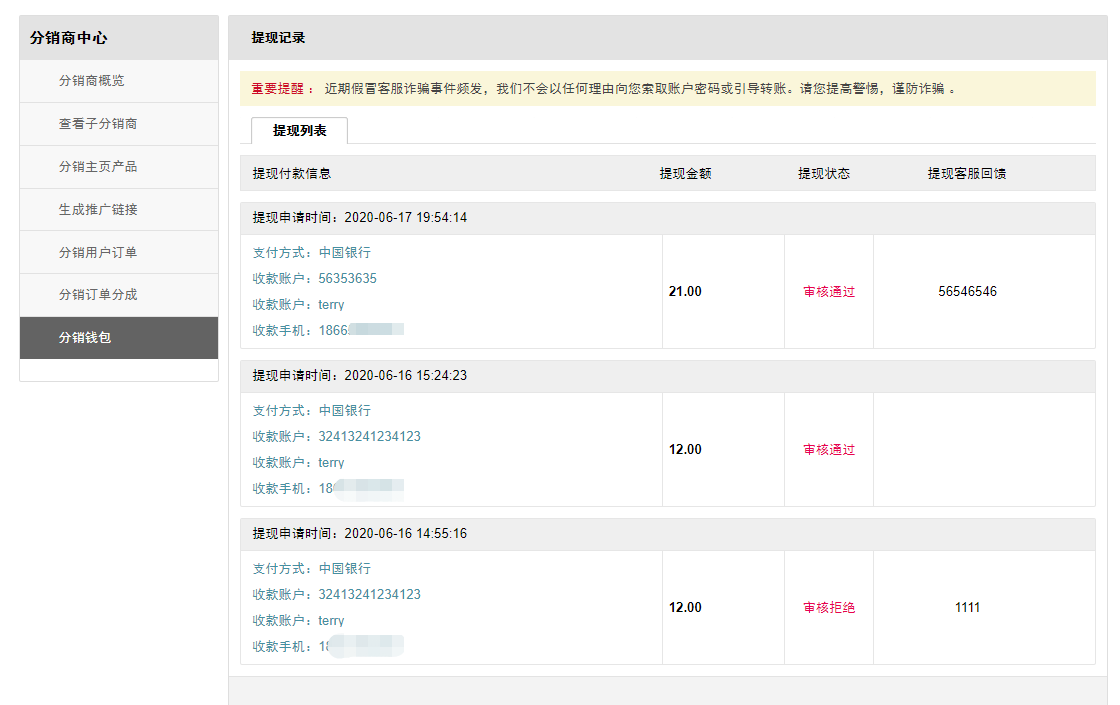 分销商中心
分销商概览
查看子分销商
分销主页产品
生成推广链接
分销用户订单
分销订单分成
分销钱包
提现记录
重要提醒： 近期假冒客服诈骗事件频发，我们不会以任何理由向您索取账户密码或引导转账。请您提高警惕，谨防诈骗 。
提现列表
提现付款信息 提现金额 提现状态 提现客服回馈
提现申请时间：2020-06-17 19:54:14
支付方式：中国银行
收款账户：56353635
收款账户：terry
收款手机：1866
21.00 审核通过 56546546
提现申请时间：2020-06-16 15:24:23
支付方式：中国银行
收款账户：32413241234123
收款账户：terry
收款手机：18
12.00 审核通过
提现申请时间：2020-06-16 14:55:16
支付方式：中国银行
收款账户：32413241234123
收款账户：terry
收款手机：18
12.00 审核拒绝 1111